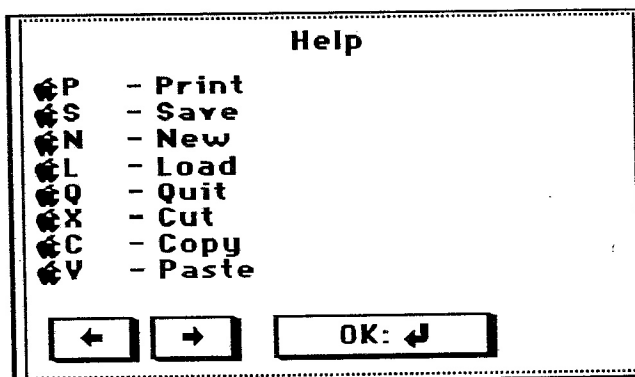 Help
P - Print
S - Save
N - New
L - Load
Q - Quit
X - Cut
C - Copy
V - Paste
OK: